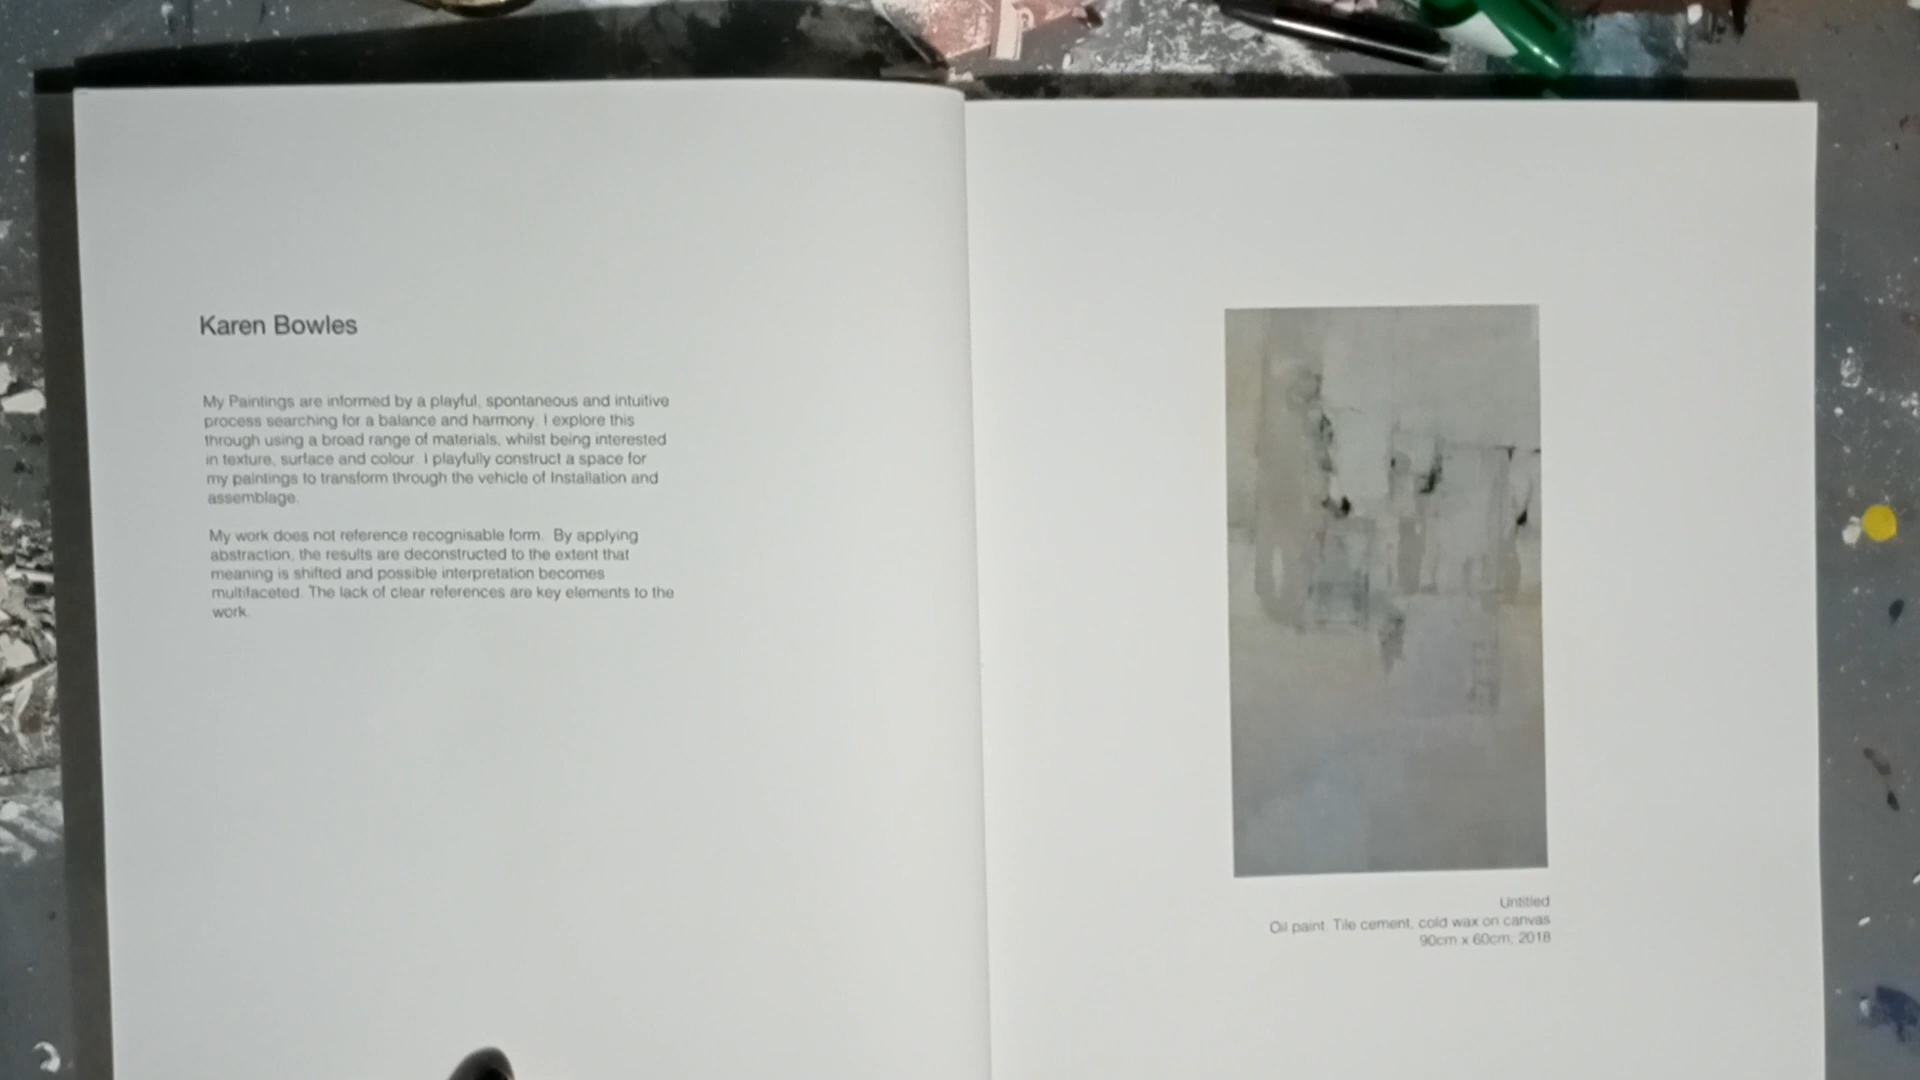 Karen Bowles
My Paintings are informed by a playful, spontaneous and intuitive
process searching for a balance and harmony. I explore this
through using a broad range of materials, whilst being interested
in texture, surface and colour. I playfully construct a space for
my paintings to transform through the vehicle of Installation and
assemblage.
My work does not reference recognisable form.  By applying
abstraction, the results are deconstructed to the extent that
meaning is shifted and possible interpretation becomes
multifaceted. The lack of clear references are key elements to the
work.
Untitled
Oil paint. Tile cement, cold wax on canvas
90cm x 60cm, 2018